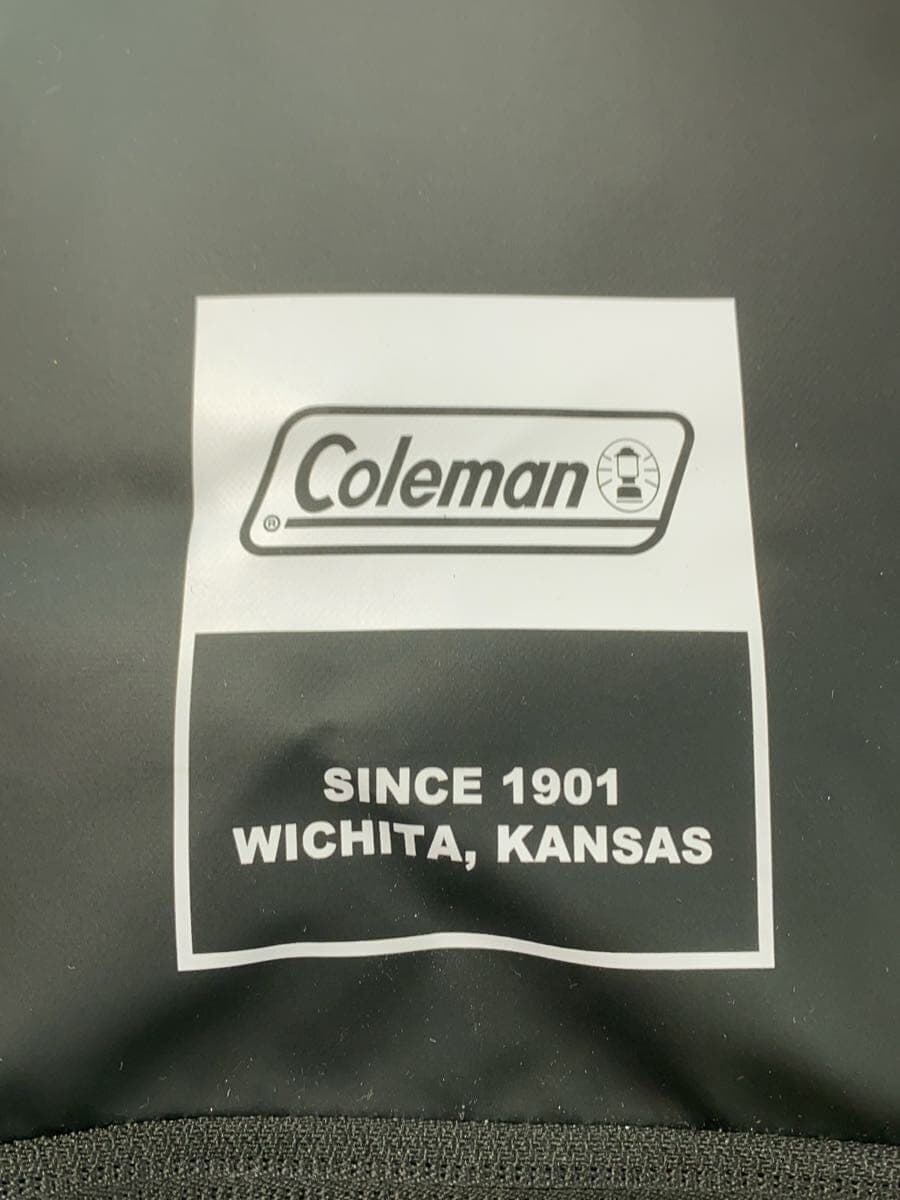 Coleman
®
SINCE 1901
WICHITA, KANSAS